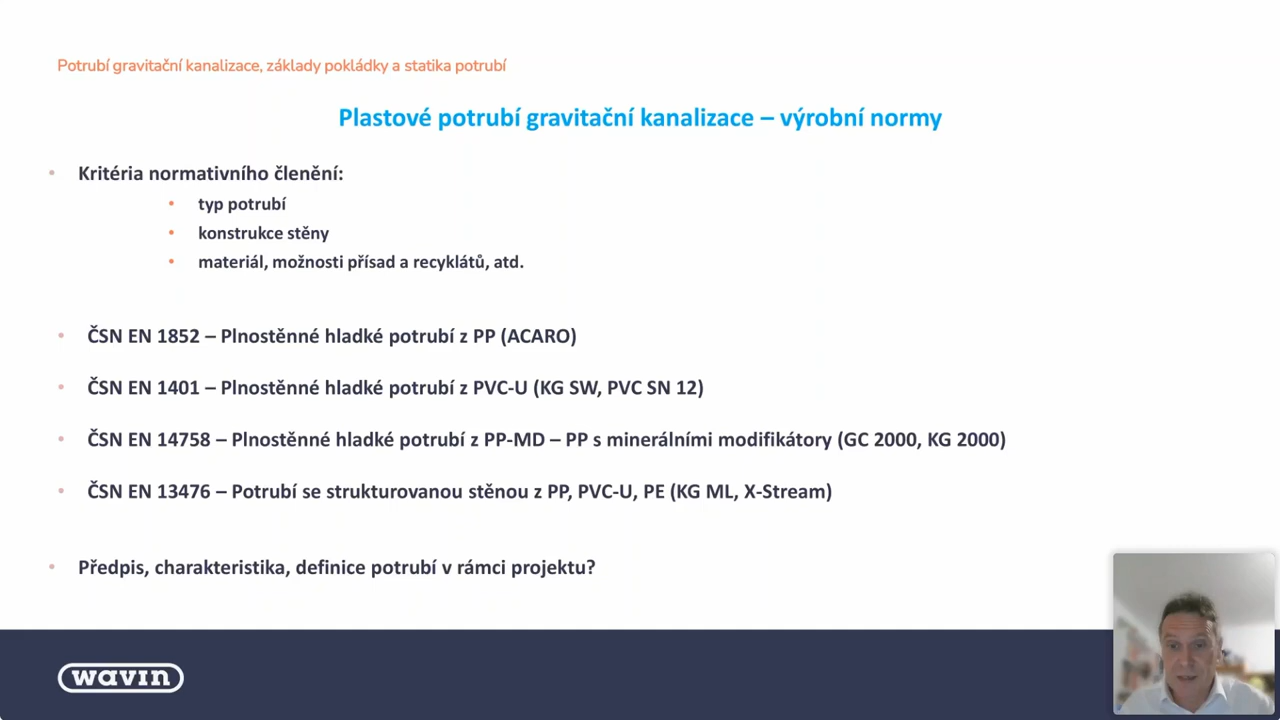 Potrubí gravitační kanalizace, základy pokládky a statika potrubí
Plastové potrubí gravitační kanalizace – výrobní normy
• Kritéria normativního členění:
• typ potrubí
• konstrukce stěny
• materiál, možnosti přísad a recyklátů, atd.
• ČSN EN 1852 – Plnostěnné hladké potrubí z PP (ACARO)
• ČSN EN 1401 – Plnostěnné hladké potrubí z PVC-U (KG SW, PVC SN 12)
• ČSN EN 14758 – Plnostěnné hladké potrubí z PP-MD – PP s minerálními modifikátory (GC 2000, KG 2000)
• ČSN EN 13476 – Potrubí se strukturovanou stěnou z PP, PVC-U, PE (KG ML, X-Stream)
• Předpis, charakteristika, definice potrubí v rámci projektu?
wavin